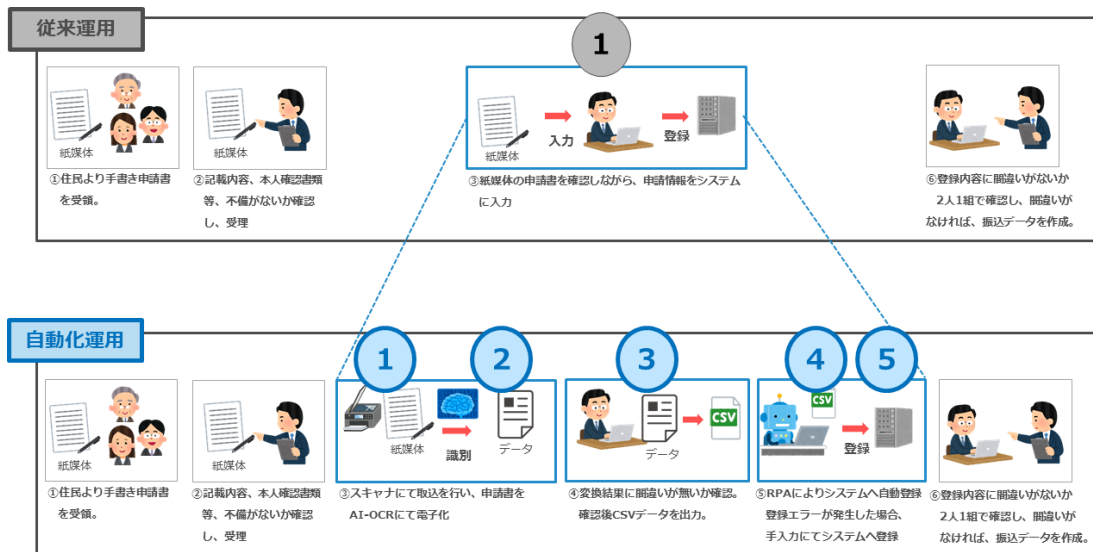 従来運用
1
紙媒体
①住民より手書き申請書
を受領。
紙媒体
②記載内容、本人確認書類
等、不備がないか確認
し、受理
紙媒体
入力
登録
③紙媒体の申請書を確認しながら、申請情報をシステム
に入力
⑥登録内容に間違いがないか
2人1組で確認し、間違いが
なければ、振込データを作成。
自動化運用
1
2
3
4
5
紙媒体
①住民より手書き申請書
を受領。
紙媒体
②記載内容、本人確認書類
等、不備がないか確認
し、受理
紙媒体
識別
データ
③スキャナにて取込を行い、申請書を
AI-OCRにて電子化
データ
CSV
④変換結果に間違いが無いか確認。
確認後CSVデータを出力。
CSV
登録
⑤RPAによりシステムへ自動登録
登録エラーが発生した場合、
手入力にてシステムへ登録
⑥登録内容に間違いがないか
2人1組で確認し、間違いが
なければ、振込データを作成。